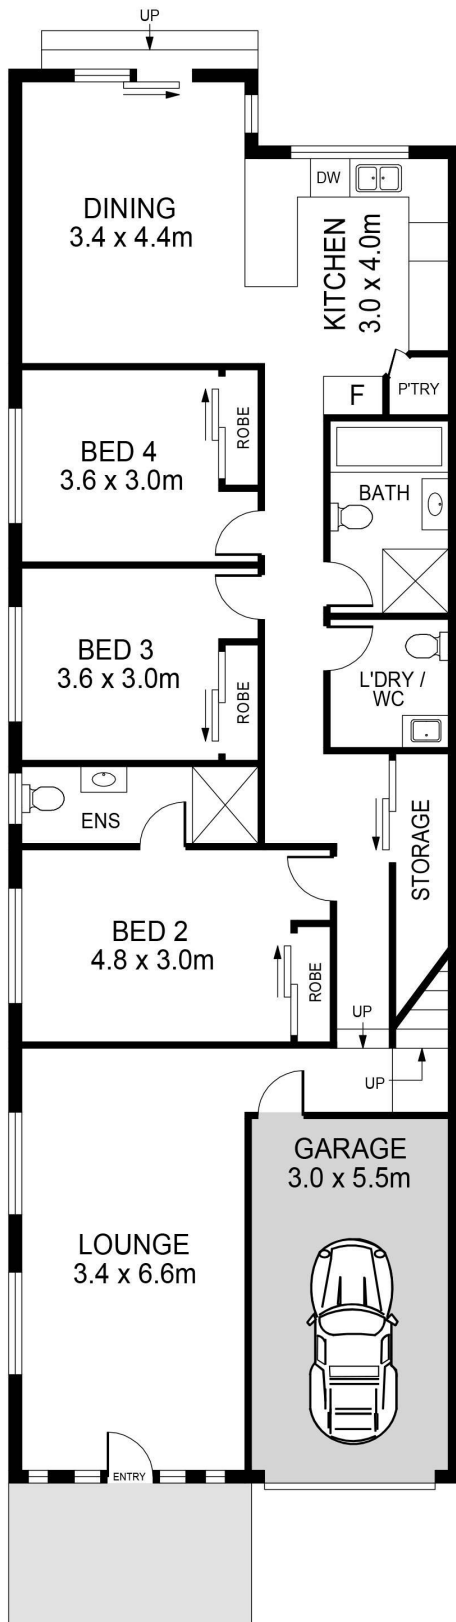 UP
DINING
3.4 x 4.4m
DW
KITCHEN
3.0 x 4.0m
F
P'TRY
BED 4
3.6 x 3.0m
ROBE
BATH
BED 3
3.6 x 3.0m
ROBE
L'DRY /
WC
ENS
STORAGE
BED 2
4.8 x 3.0m
ROBE
UP
UP
GARAGE
3.0 x 5.5m
LOUNGE
3.4 x 6.6m
ENTRY